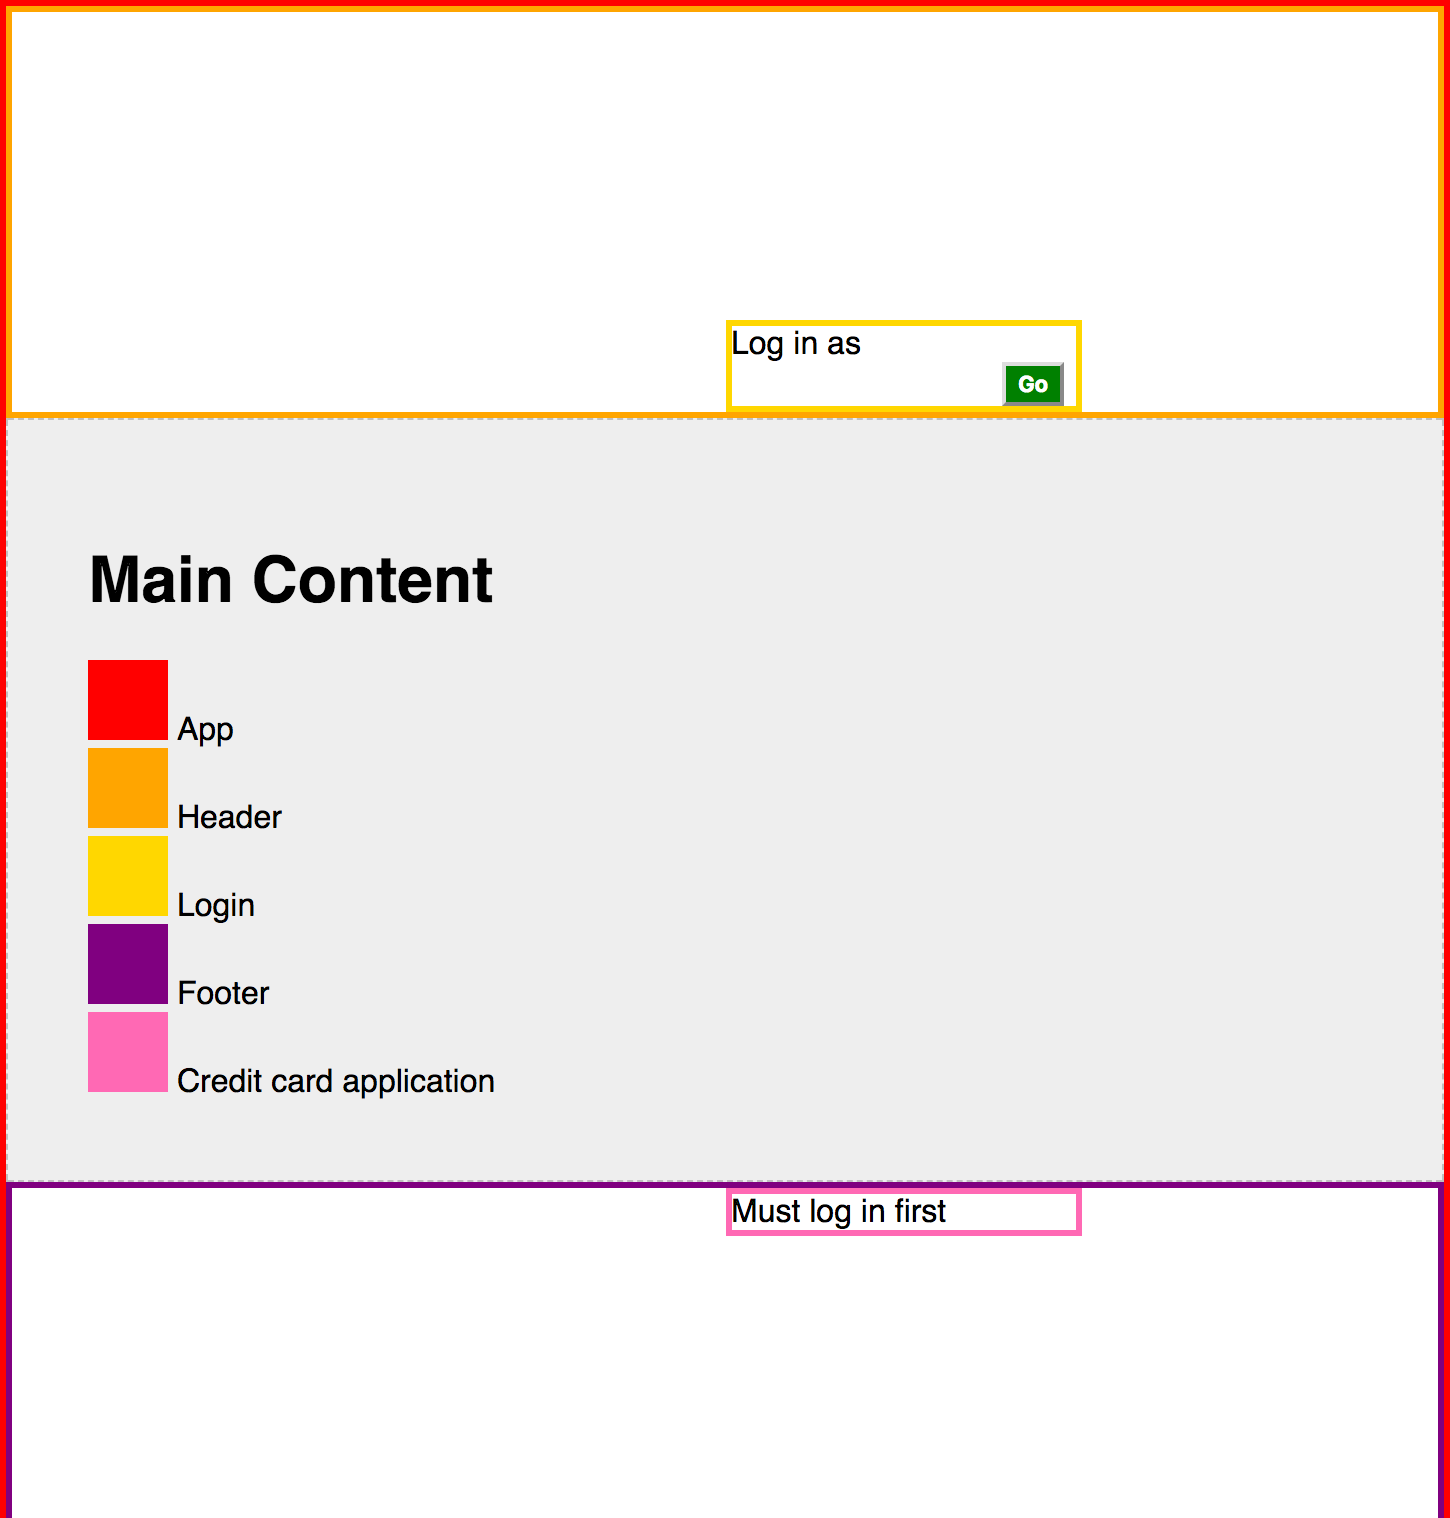 Log in as
Go
Main Content
App
Header
Login
Footer
Credit card application
Must log in first